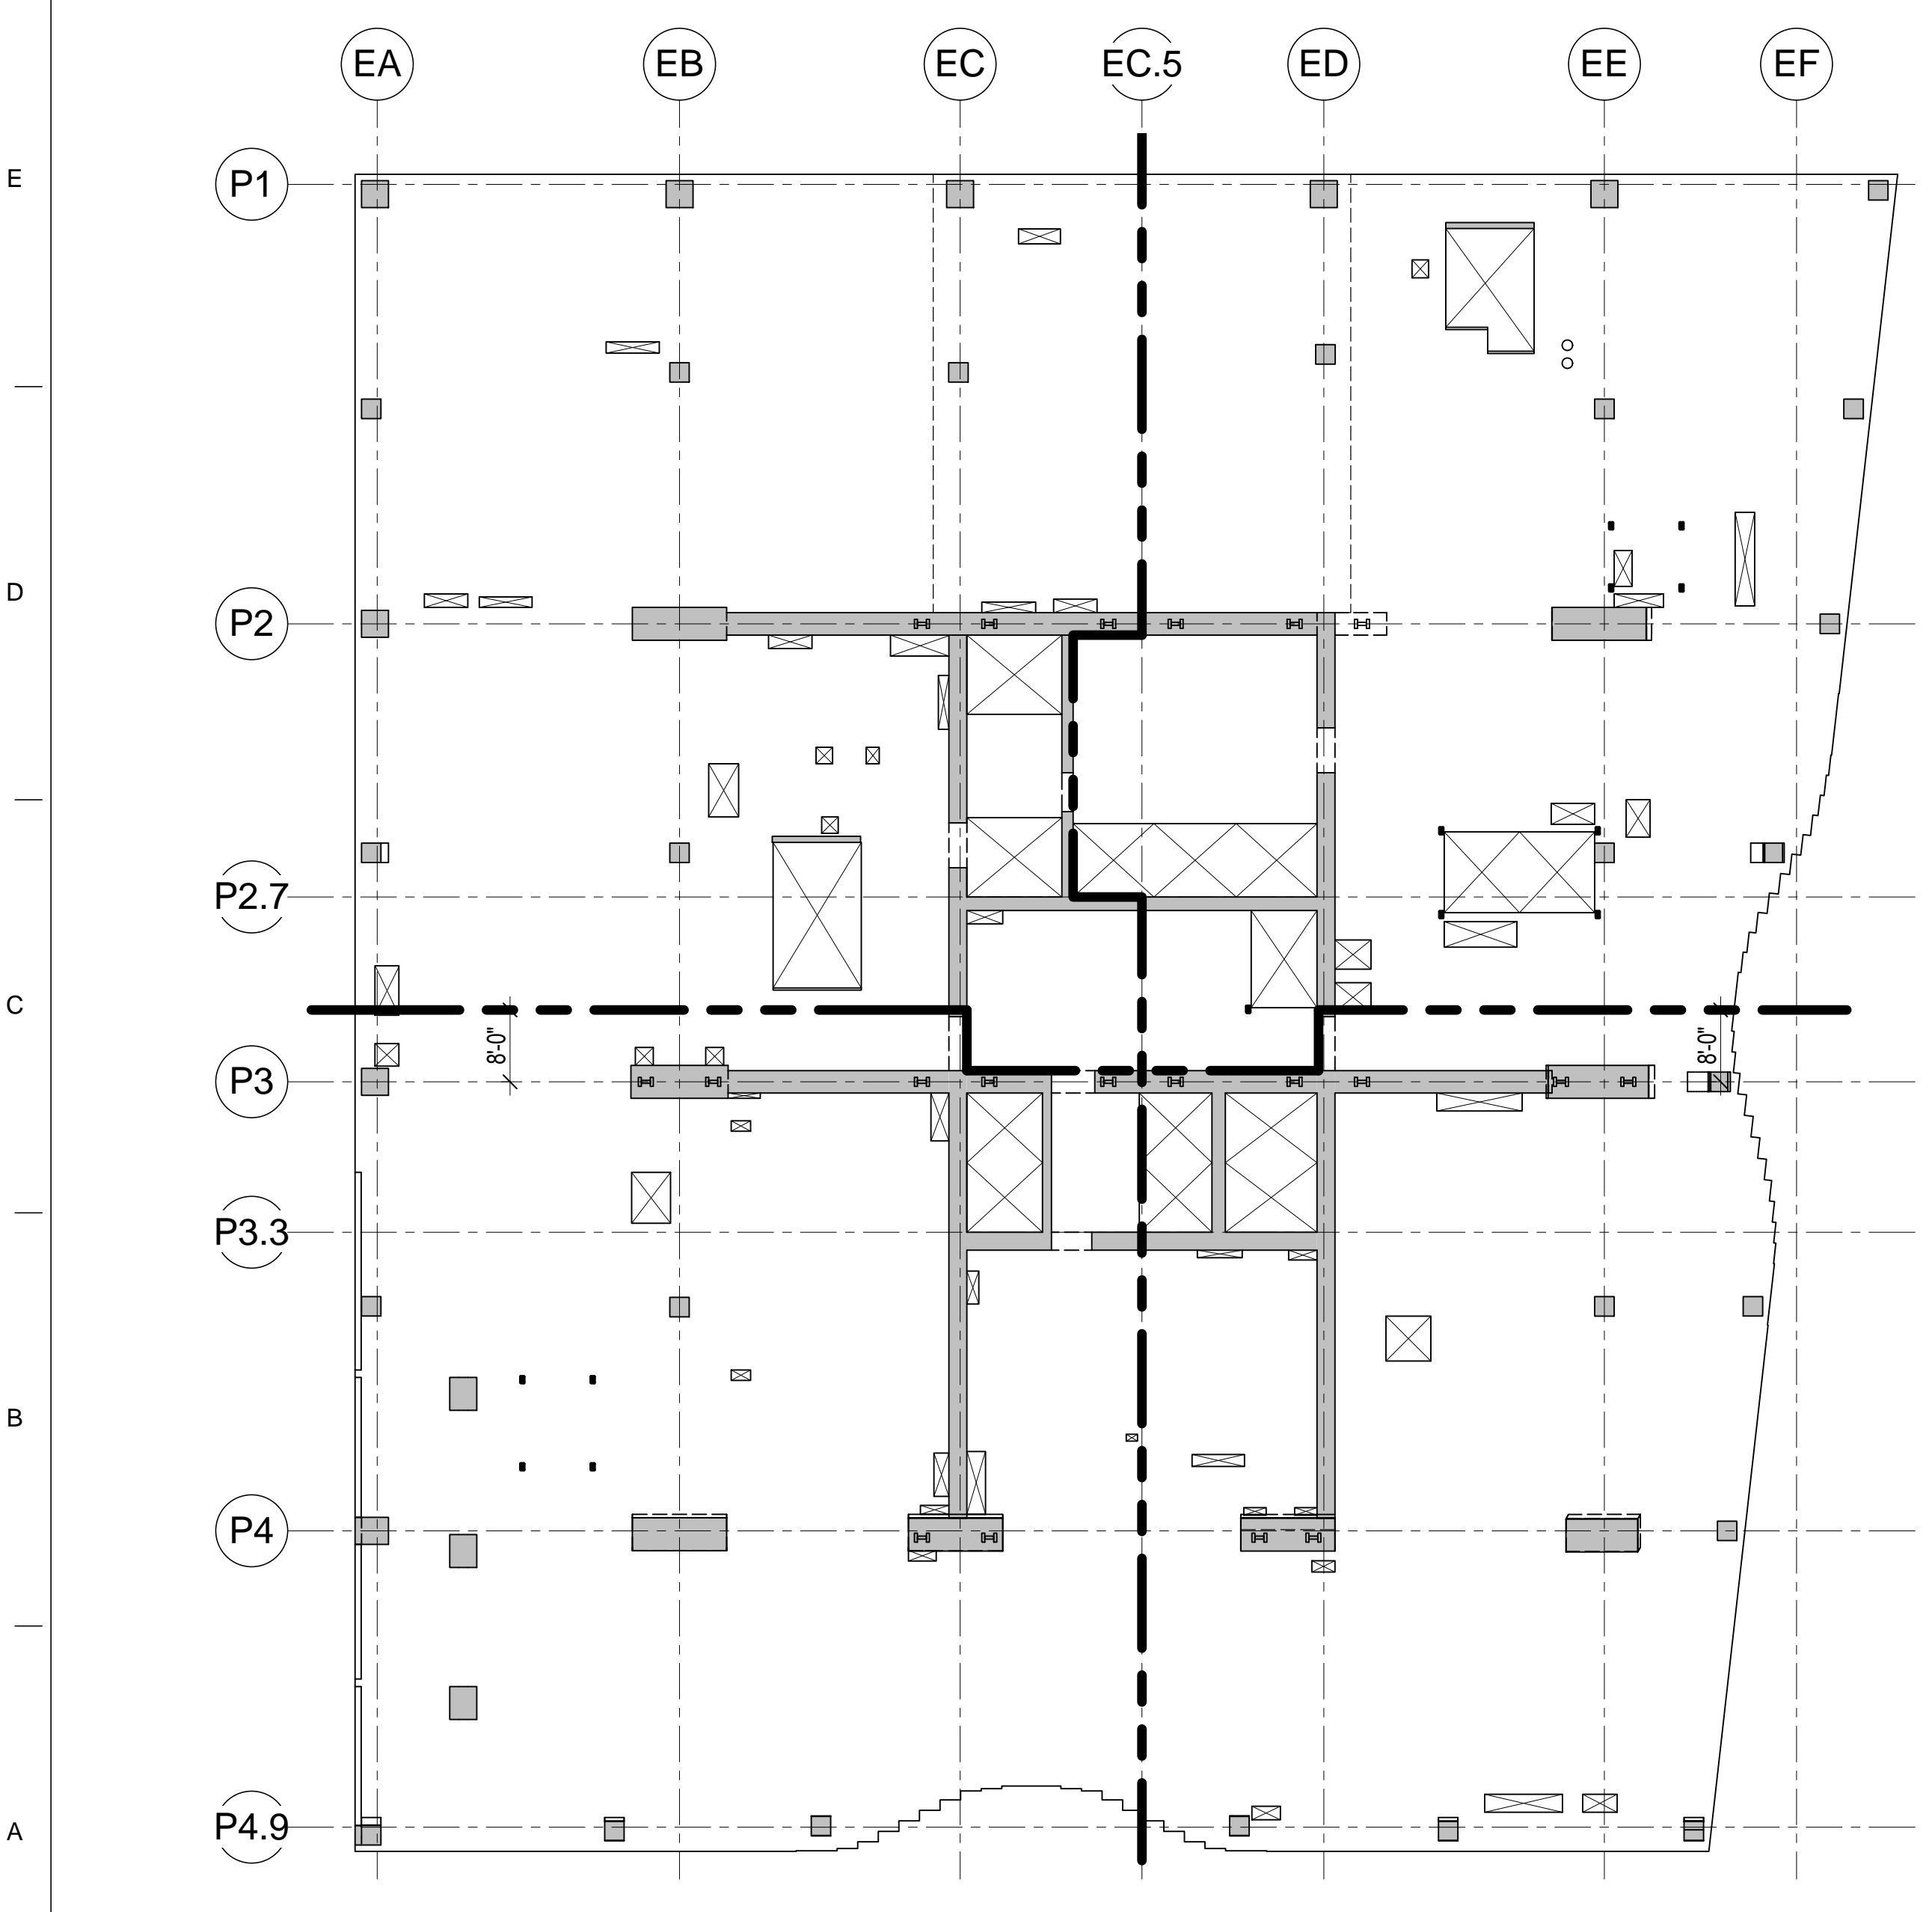 EA
EB
EC
EC.5
ED
EE
EF
E
P1
D
P2
P2.7
C
8'-0"
8'-0"
P3
P3.3
B
P4
A
P4.9